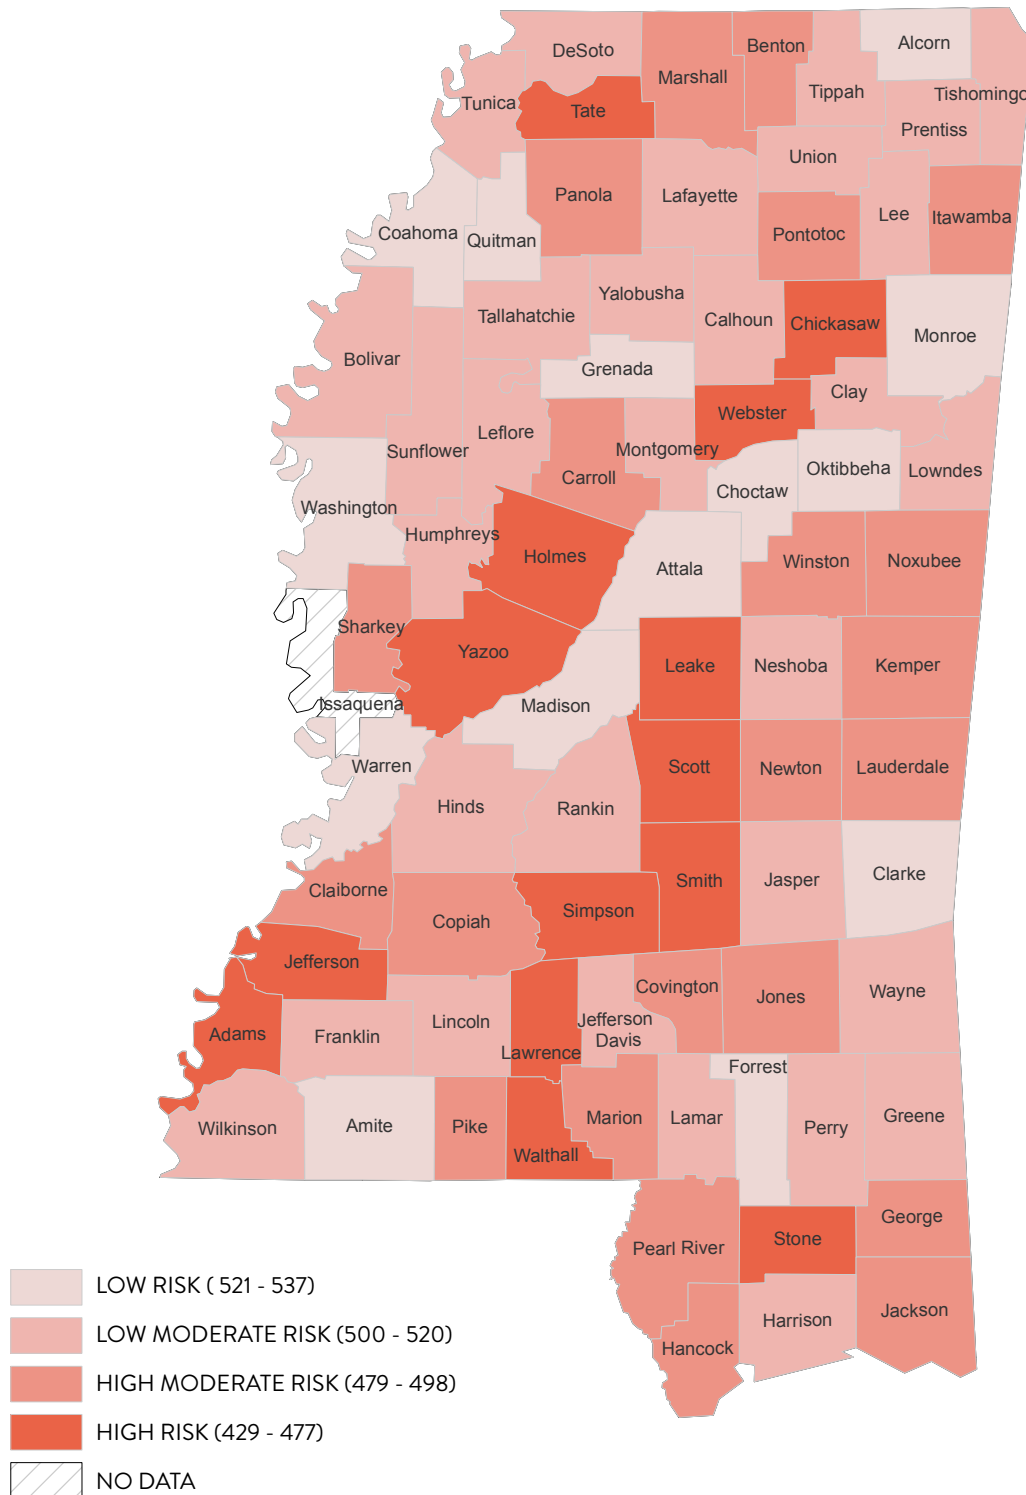 DeSoto
Benton
Alcorn
Marshall
Tunica
Tate
Tippah
Tishomingo
Prentiss
Union
Panola
Lafayette
Lee
Itawamba
Coahoma
Quitman
Pontotoc
Yalobusha
Tallahatchie
Calhoun
Chickasaw
Monroe
Bolivar
Grenada
Clay
Webster
Leflore
Sunflower
Montgomery
Carroll
Oktibbeha
Lowndes
Choctaw
Washington
Humphreys
Holmes
Attala
Winston
Noxubee
Sharkey
Yazoo
Leake
Neshoba
Kemper
Issaquena
Madison
Warren
Scott
Newton
Lauderdale
Hinds
Rankin
Claiborne
Smith
Jasper
Clarke
Copiah
Simpson
Jefferson
Covington
Jones
Wayne
Adams
Franklin
Lincoln
Jefferson
Davis
Lawrence
Forrest
Wilkinson
Amite
Pike
Marion
Lamar
Perry
Greene
Walthall
Pearl River
Stone
George
Harrison
Jackson
Hancock
LOW RISK ( 521 - 537)
LOW MODERATE RISK (500 - 520)
HIGH MODERATE RISK (479 - 498)
HIGH RISK (429 - 477)
NO DATA